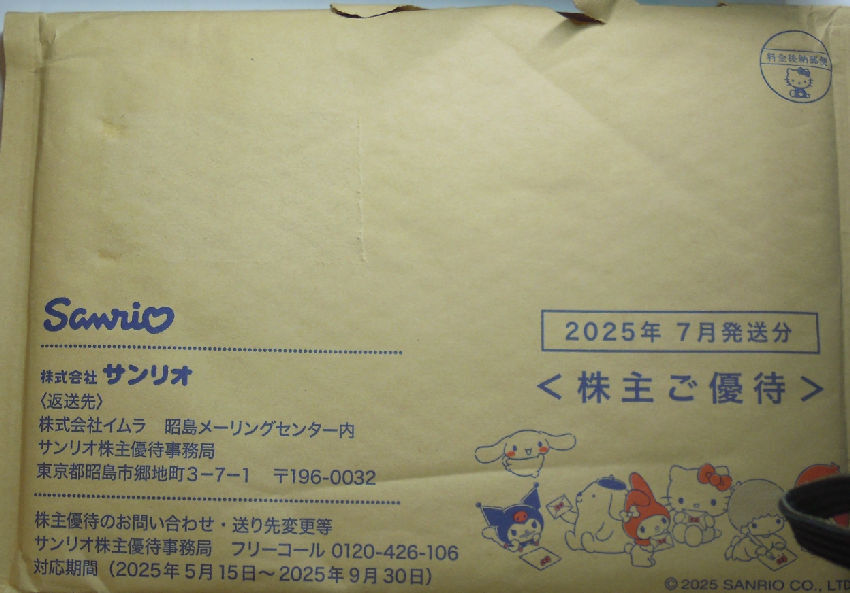 料金後納郵便
Sanrio
株式会社 サンリオ
〈返送先〉
株式会社イムラ 昭島メーリングセンター内
サンリオ株主優待事務局
東京都昭島市郷地町3-7-1 〒196-0032
株主優待のお問い合わせ・送り先変更等
サンリオ株主優待事務局 フリーコール 0120-426-106
対応期間（2025年5月15日～2025年9月30日）
2025年 7月発送分
＜株主ご優待＞
© 2025 SANRIO CO., LTD